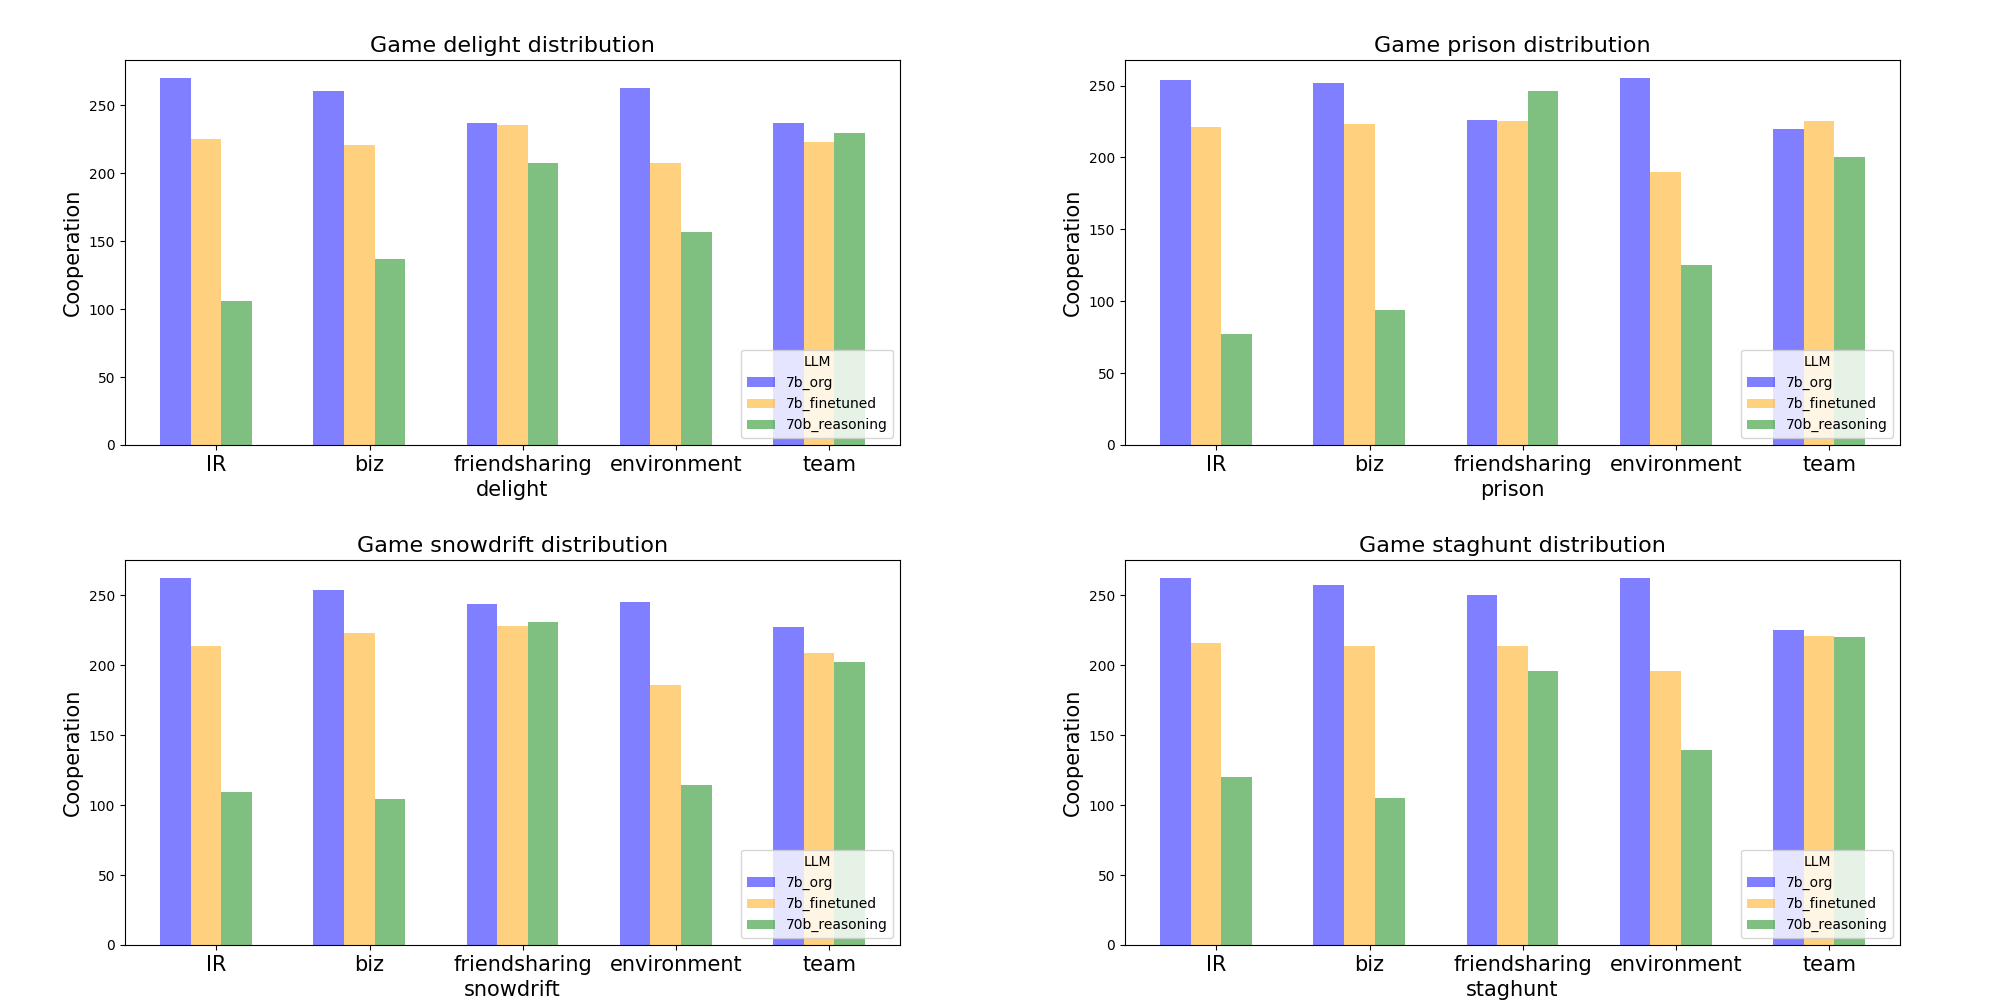 Game delight distribution
Cooperation
250
200
150
100
50
0
LLM
7b_org
7b_finetuned
70b_reasoning
IR biz friendsharing environment team
delight
Game prison distribution
Cooperation
250
200
150
100
50
0
LLM
7b_org
7b_finetuned
70b_reasoning
IR biz friendsharing environment team
prison
Game snowdrift distribution
Cooperation
250
200
150
100
50
0
LLM
7b_org
7b_finetuned
70b_reasoning
IR biz friendsharing environment team
snowdrift
Game staghunt distribution
Cooperation
250
200
150
100
50
0
LLM
7b_org
7b_finetuned
70b_reasoning
IR biz friendsharing environment team
staghunt